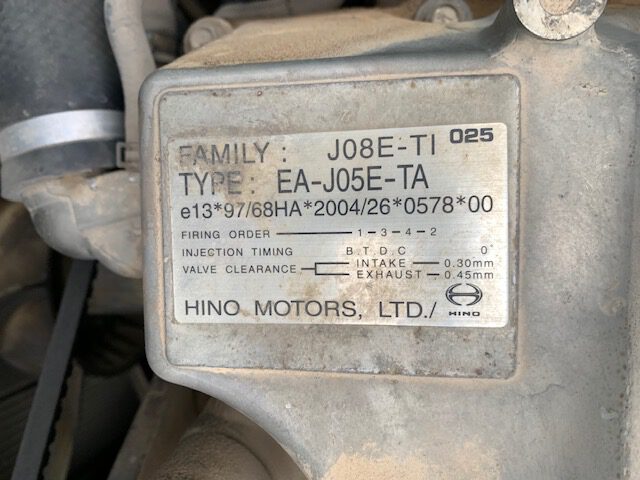 FAMILY : J08E-TI 025
TYPE : EA-J05E-TA
e13*97/68HA*2004/26*0578*00
FIRING ORDER 1-3-4-2
INJECTION TIMING B.T.D.C 0°
VALVE CLEARANCE INTAKE 0.30mm
EXHAUST 0.45mm
HINO MOTORS, LTD./ HINO